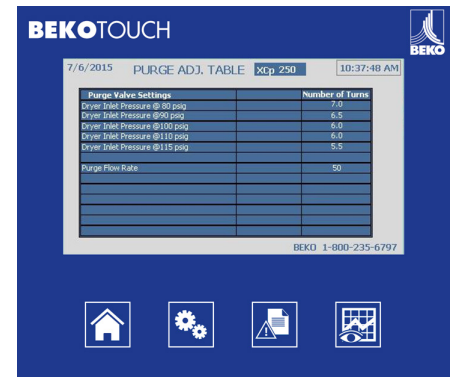 BEKOTOUCH
BEKO
7/6/2015 PURGE ADJ. TABLE XCp 250 10:37:48 AM
Purge Valve Settings Number of Turns
Dryer Inlet Pressure @ 80 psig 7.0
Dryer Inlet Pressure @90 psig 6.5
Dryer Inlet Pressure @100 psig 6.0
Dryer Inlet Pressure @110 psig 6.0
Dryer Inlet Pressure @115 psig 5.5
Purge Flow Rate 50
BEKO 1-800-235-6797